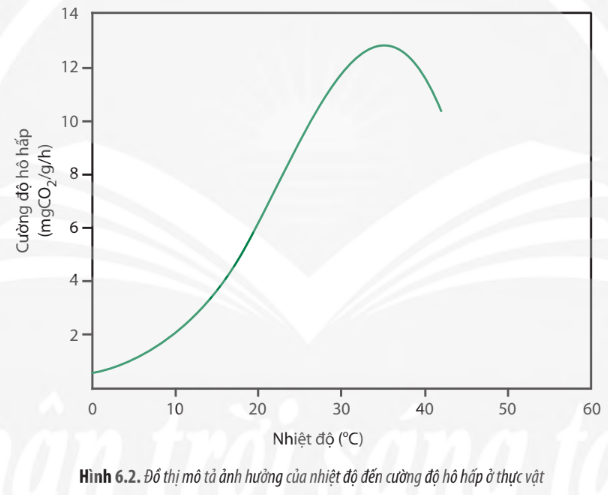 14
12
10
8
6
4
2
Cường độ hô hấp
(mgCO₂/g/h)
0 10 20 30 40 50 60
Nhiệt độ (°C)
Hình 6.2. Đồ thị mô tả ảnh hưởng của nhiệt độ đến cường độ hô hấp ở thực vật